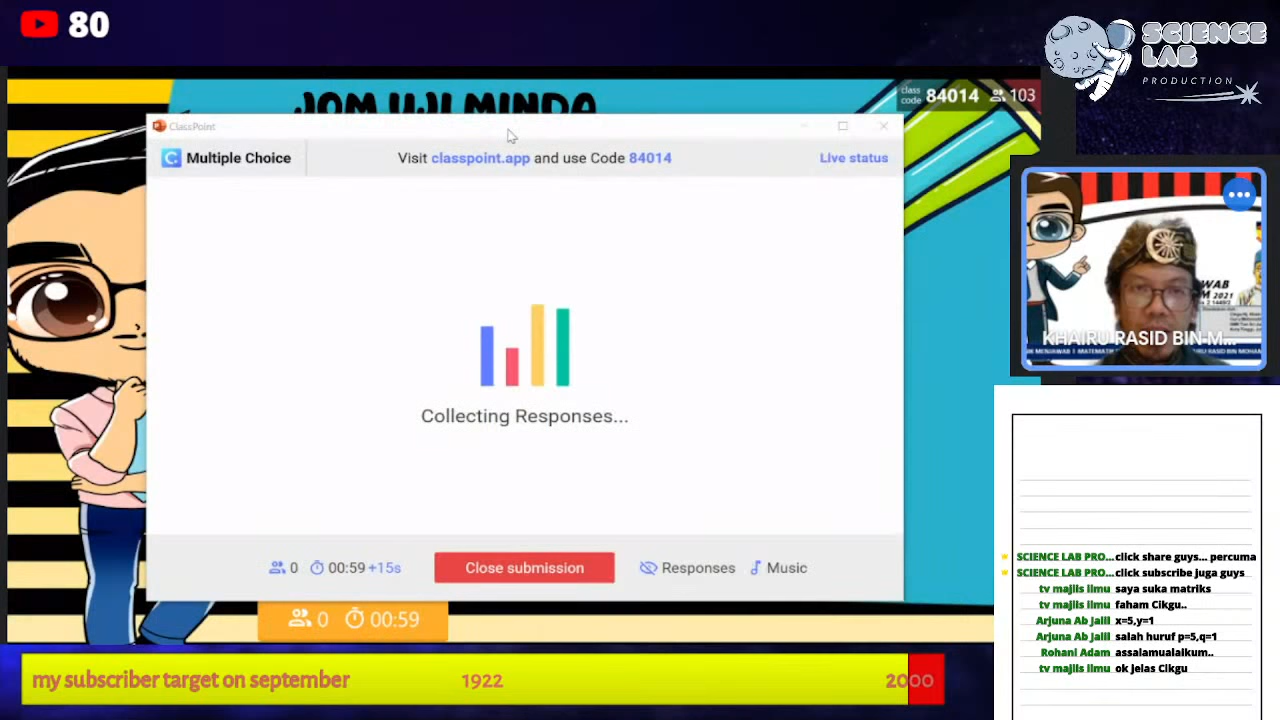 80
SCIENCE
LAB
PRODUCTION
JOM UJI MINDA
class
code 84014 103
ClassPoint
Multiple Choice
Visit classpoint.app and use Code 84014
Live status
WAB
M 2021
KHAIRU RASID BIN M...
Collecting Responses...
0 00:59 +15s
Close submission
Responses
Music
0 00:59
SCIENCE LAB PRO... click share guys... percuma
SCIENCE LAB PRO... click subscribe juga guys
tv majlis ilmu saya suka matriks
tv majlis ilmu faham Cikgu..
Arjuna Ab Jalil x=5,y=1
Arjuna Ab Jalil salah huruf p=5,q=1
Rohani Adam assalamualaikum..
tv majlis ilmu ok jelas Cikgu
my subscriber target on september 1922 2000